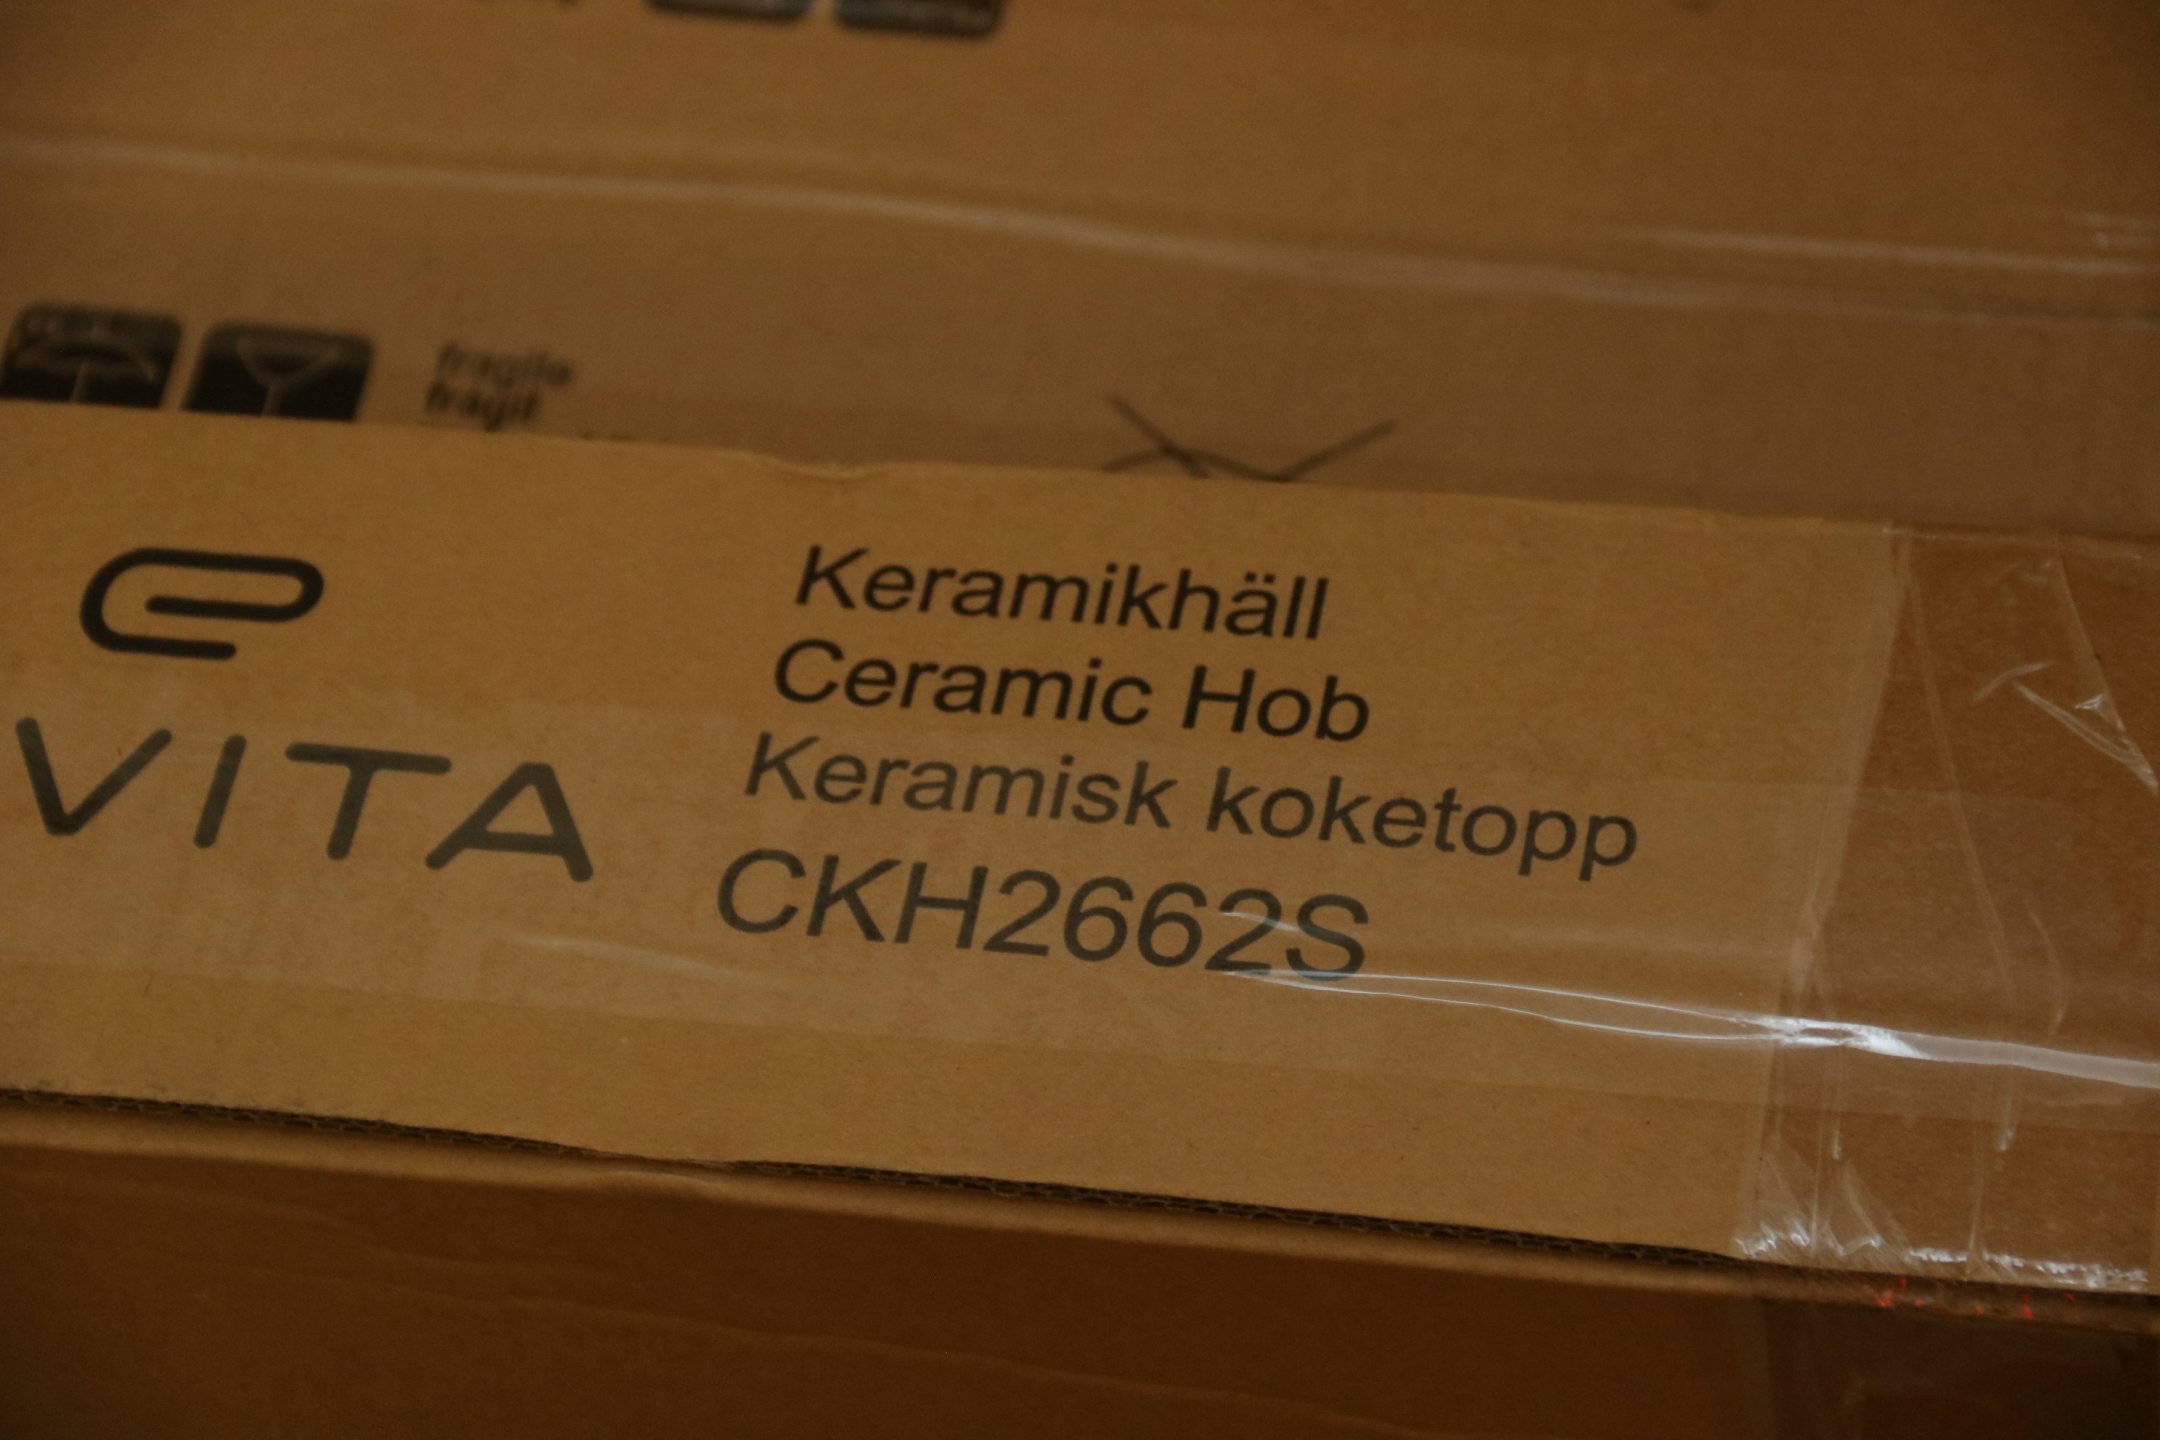 fragile
fragil
VITA
Keramikhäll
Ceramic Hob
Keramisk koketopp
CKH2662S